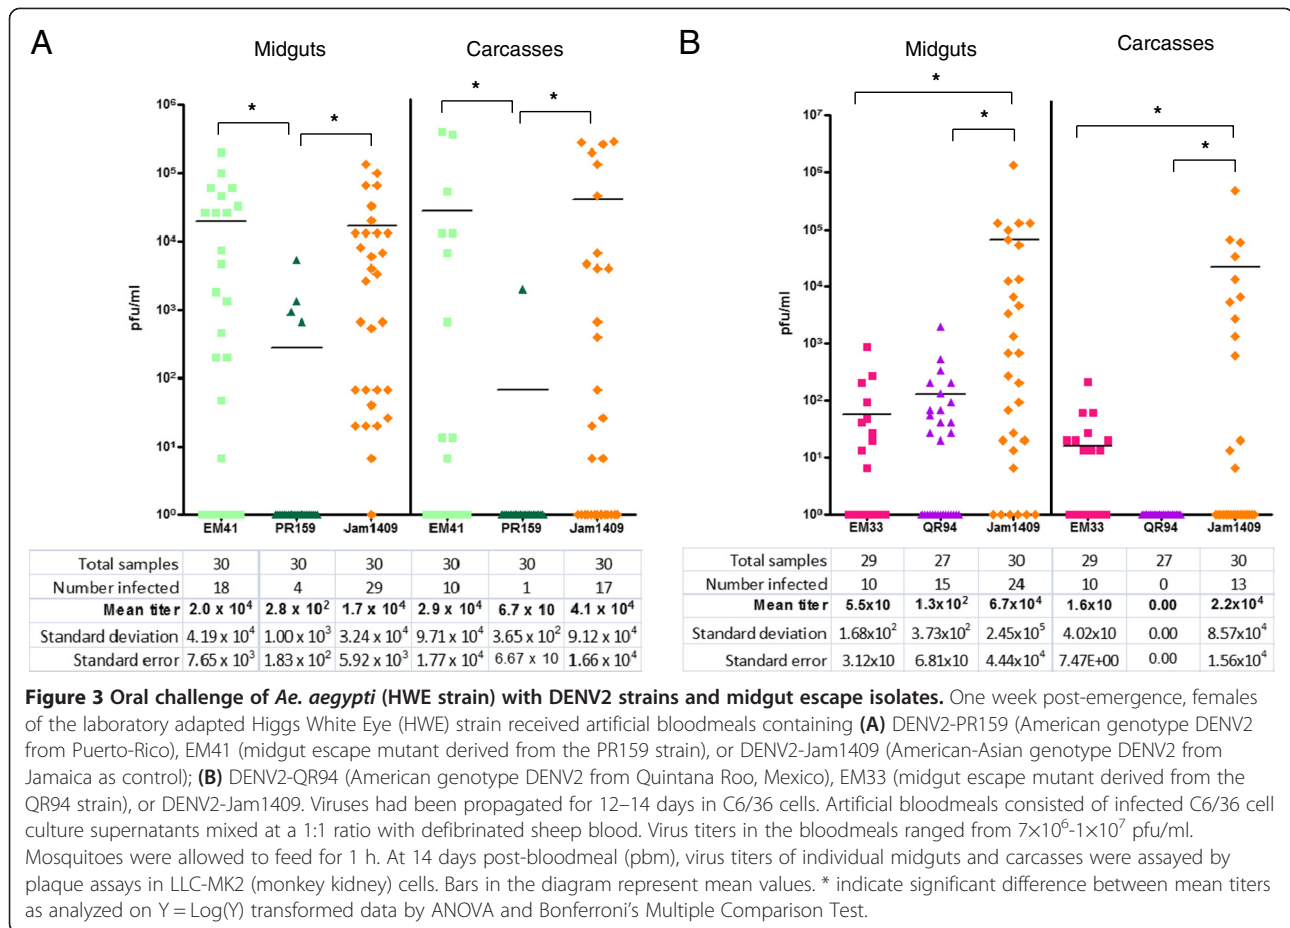 A
Midguts
Carcasses
*
*
*
*
10⁶
10⁵
10⁴
10³
10²
10¹
10⁰
pfu/ml
EM41 PR159 Jam1409 EM41 PR159 Jam1409
Total samples 30 30 30 30 30 30
Number infected 18 4 29 10 1 17
Mean titer 2.0 x 10⁴ 2.8 x 10² 1.7 x 10⁴ 2.9 x 10⁴ 6.7 x 10 4.1 x 10⁴
Standard deviation 4.19 x 10⁴ 1.00 x 10³ 3.24 x 10⁴ 9.71 x 10⁴ 3.65 x 10² 9.12 x 10⁴
Standard error 7.65 x 10³ 1.83 x 10² 5.92 x 10³ 1.77 x 10⁴ 6.67 x 10 1.66 x 10⁴
B
Midguts
Carcasses
*
*
*
*
10⁷
10⁶
10⁵
10⁴
10³
10²
10¹
10⁰
pfu/ml
EM33 QR94 Jam1409 EM33 QR94 Jam1409
Total samples 29 27 30 29 27 30
Number infected 10 15 24 10 0 13
Mean titer 5.5x10 1.3x10² 6.7x10⁴ 1.6x10 0.00 2.2x10⁴
Standard deviation 1.68x10² 3.73x10² 2.45x10⁵ 4.02x10 0.00 8.57x10⁴
Standard error 3.12x10 6.81x10 4.44x10⁴ 7.47E+00 0.00 1.56x10⁴
Figure 3 Oral challenge of Ae. aegypti (HWE strain) with DENV2 strains and midgut escape isolates. One week post-emergence, females
of the laboratory adapted Higgs White Eye (HWE) strain received artificial bloodmeals containing (A) DENV2-PR159 (American genotype DENV2
from Puerto-Rico), EM41 (midgut escape mutant derived from the PR159 strain), or DENV2-Jam1409 (American-Asian genotype DENV2 from
Jamaica as control); (B) DENV2-QR94 (American genotype DENV2 from Quintana Roo, Mexico), EM33 (midgut escape mutant derived from the
QR94 strain), or DENV2-Jam1409. Viruses had been propagated for 12–14 days in C6/36 cells. Artificial bloodmeals consisted of infected C6/36 cell
culture supernatants mixed at a 1:1 ratio with defibrinated sheep blood. Virus titers in the bloodmeals ranged from 7×10⁶-1×10⁷ pfu/ml.
Mosquitoes were allowed to feed for 1 h. At 14 days post-bloodmeal (pbm), virus titers of individual midguts and carcasses were assayed by
plaque assays in LLC-MK2 (monkey kidney) cells. Bars in the diagram represent mean values. * indicate significant difference between mean titers
as analyzed on Y = Log(Y) transformed data by ANOVA and Bonferroni's Multiple Comparison Test.